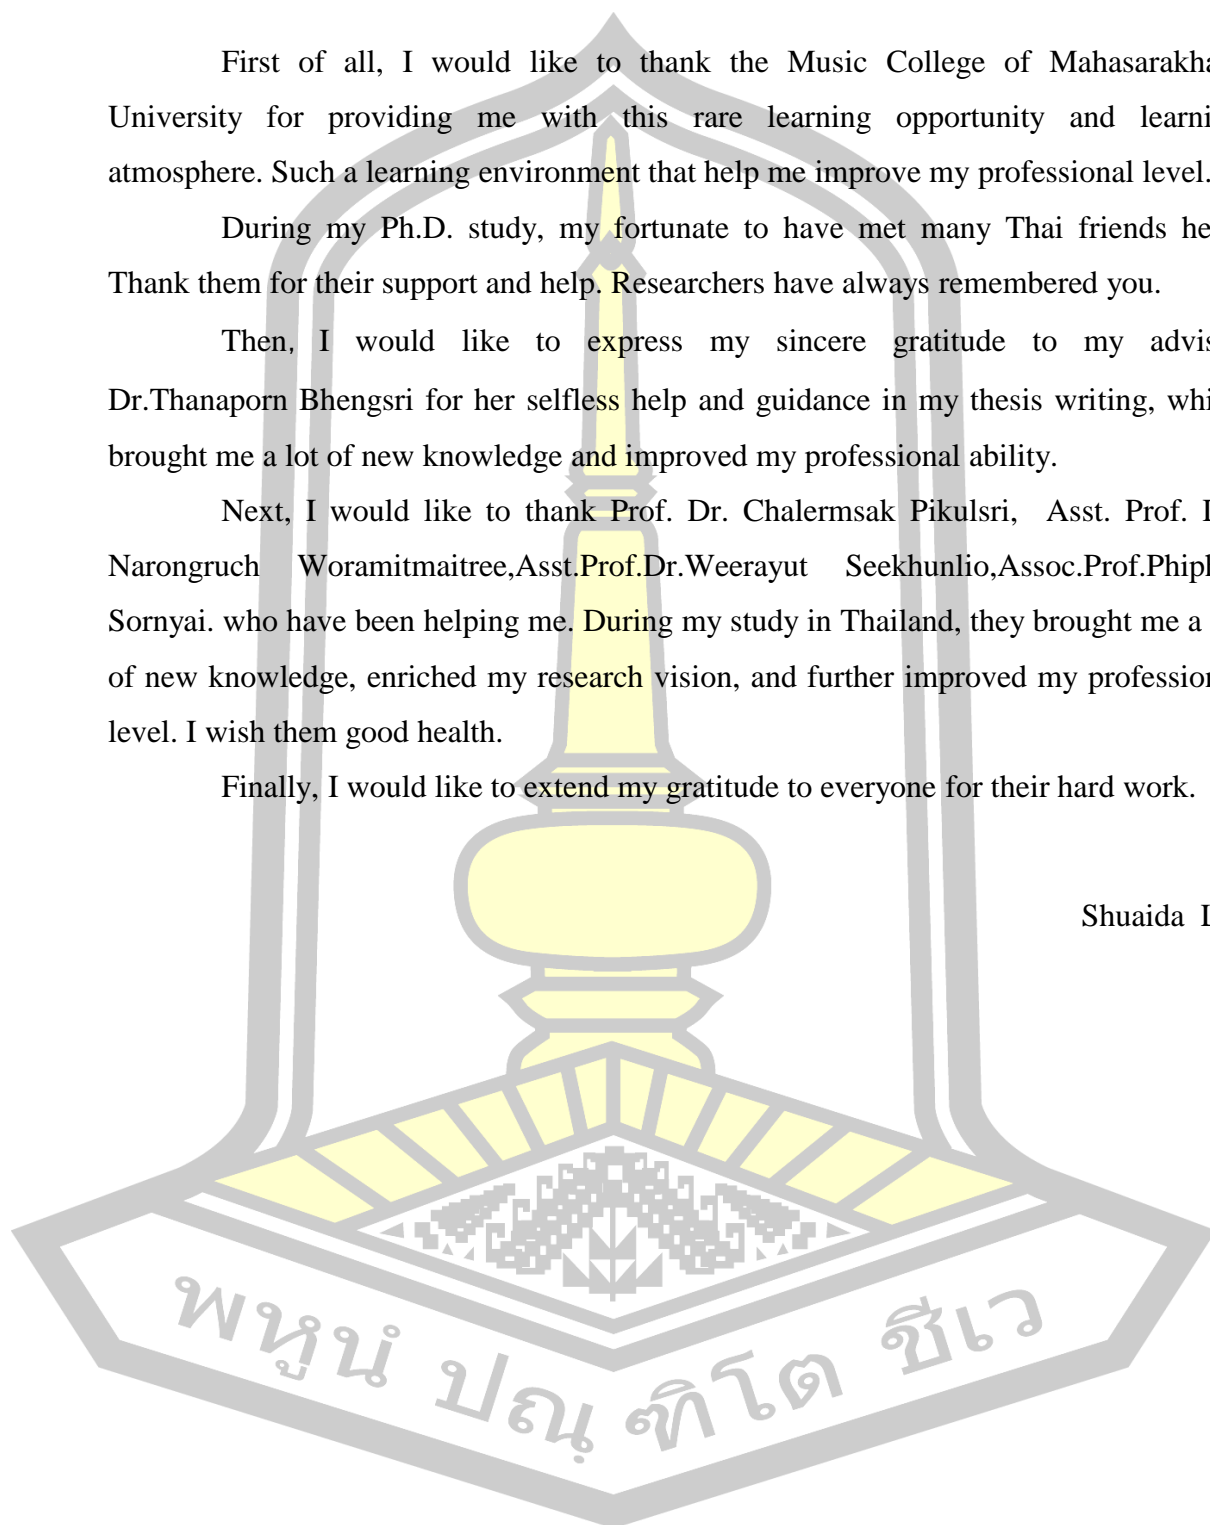 First of all, I would like to thank the Music College of Mahasarakha
University for providing me with this rare learning opportunity and learni
atmosphere. Such a learning environment that help me improve my professional level.
During my Ph.D. study, my fortunate to have met many Thai friends he
Thank them for their support and help. Researchers have always remembered you.
Then, I would like to express my sincere gratitude to my advis
Dr.Thanaporn Bhengsri for her selfless help and guidance in my thesis writing, whi
brought me a lot of new knowledge and improved my professional ability.
Next, I would like to thank Prof. Dr. Chalermsak Pikulsri, Asst. Prof.
Narongruch Woramitmaitree,Asst.Prof.Dr.Weerayut Seekhunlio,Assoc.Prof.Phip
Sornyai. who have been helping me. During my study in Thailand, they brought me a
of new knowledge, enriched my research vision, and further improved my profession
level. I wish them good health.
Finally, I would like to extend my gratitude to everyone for their hard work.
Shuaida
พหูนํ ปณฺฑิโต ชีเว